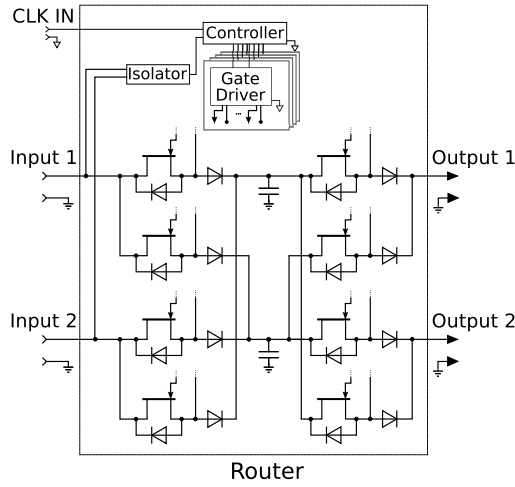 CLK IN
Controller
Isolator
Gate
Driver
...
Input 1
Output 1
Input 2
Output 2
Router